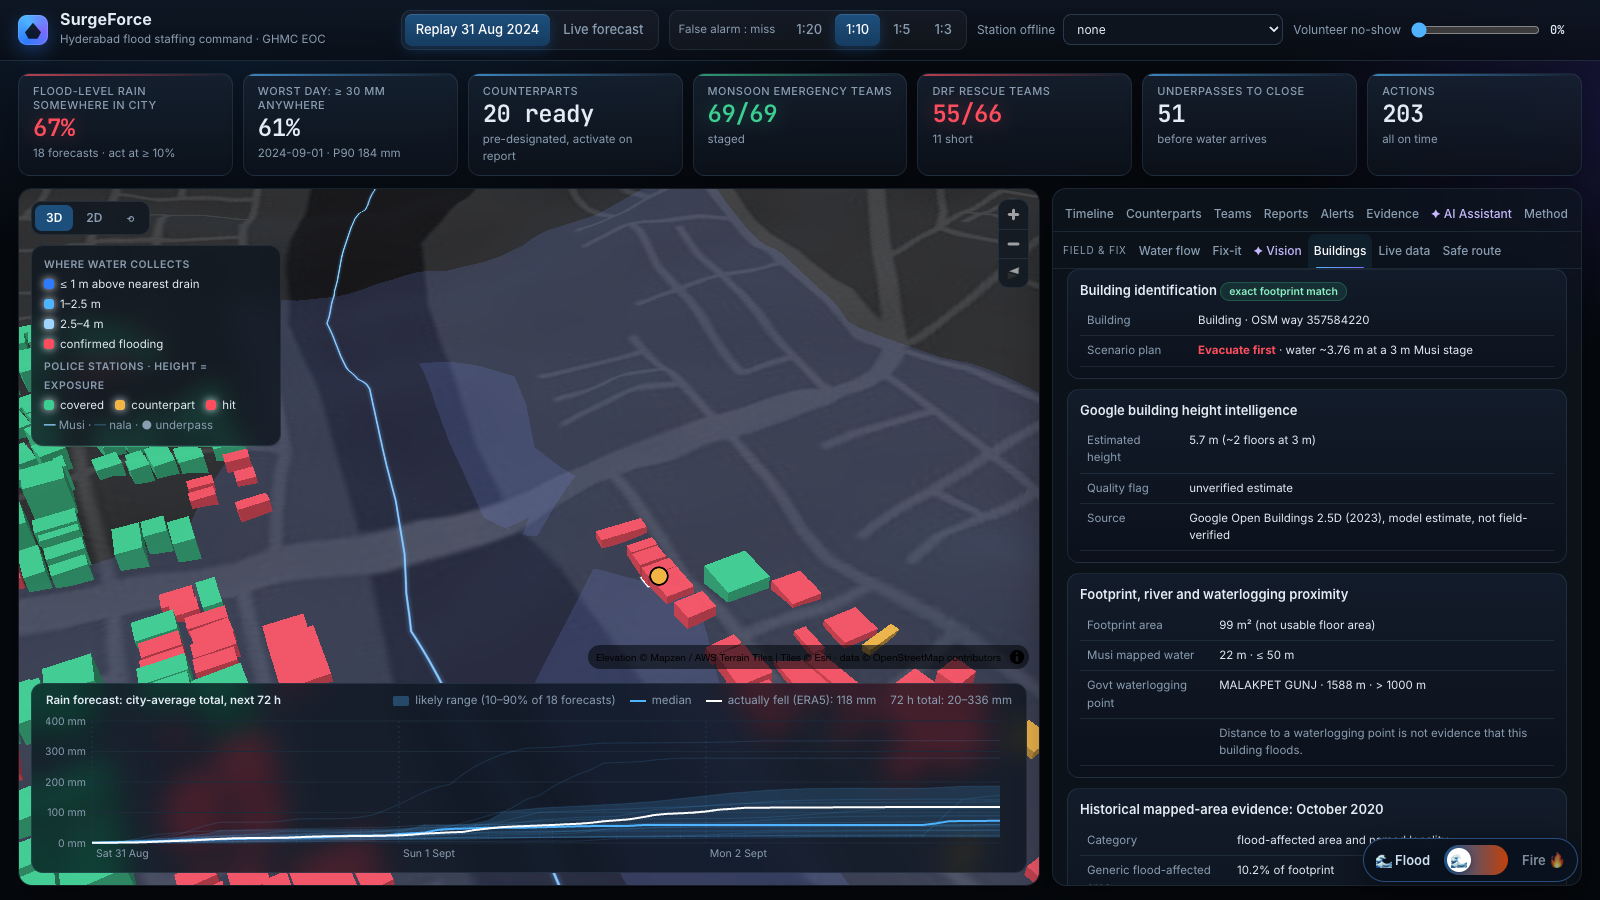 SurgeForce
Hyderabad flood staffing command · GHMC EOC
Replay 31 Aug 2024
Live forecast
False alarm : miss
1:20
1:10
1:5
1:3
Station offline
none
Volunteer no-show
0%
FLOOD-LEVEL RAIN
SOMEWHERE IN CITY
67%
18 forecasts · act at ≥ 10%
WORST DAY: ≥ 30 MM
ANYWHERE
61%
2024-09-01 · P90 184 mm
COUNTERPARTS
20 ready
pre-designated, activate on
report
MONSOON EMERGENCY TEAMS
69/69
staged
DRF RESCUE TEAMS
55/66
11 short
UNDERPASSES TO CLOSE
51
before water arrives
ACTIONS
203
all on time
3D
2D
WHERE WATER COLLECTS
≤ 1 m above nearest drain
1–2.5 m
2.5–4 m
confirmed flooding
POLICE STATIONS · HEIGHT =
EXPOSURE
covered
counterpart
hit
Musi · nala · underpass
Elevation © Mapzen / AWS Terrain Tiles | Tiles © Esri · data © OpenStreetMap contributors
Rain forecast: city-average total, next 72 h
likely range (10–90% of 18 forecasts)
median
actually fell (ERA5): 118 mm
72 h total: 20–336 mm
400 mm
300 mm
200 mm
100 mm
0 mm
Sat 31 Aug
Sun 1 Sept
Mon 2 Sept
Timeline
Counterparts
Teams
Reports
Alerts
Evidence
✦ AI Assistant
Method
FIELD & FIX
Water flow
Fix-it
✦ Vision
Buildings
Live data
Safe route
Building identification
exact footprint match
Building
Building · OSM way 357584220
Scenario plan
Evacuate first · water ~3.76 m at a 3 m Musi stage
Google building height intelligence
Estimated
height
5.7 m (~2 floors at 3 m)
Quality flag
unverified estimate
Source
Google Open Buildings 2.5D (2023), model estimate, not field-
verified
Footprint, river and waterlogging proximity
Footprint area
99 m² (not usable floor area)
Musi mapped water
22 m · ≤ 50 m
Govt waterlogging
point
MALAKPET GUNJ · 1588 m · > 1000 m
Distance to a waterlogging point is not evidence that this
building floods.
Historical mapped-area evidence: October 2020
Category
flood-affected area and
Generic flood-affected
10.2% of footprint
Flood
Fire